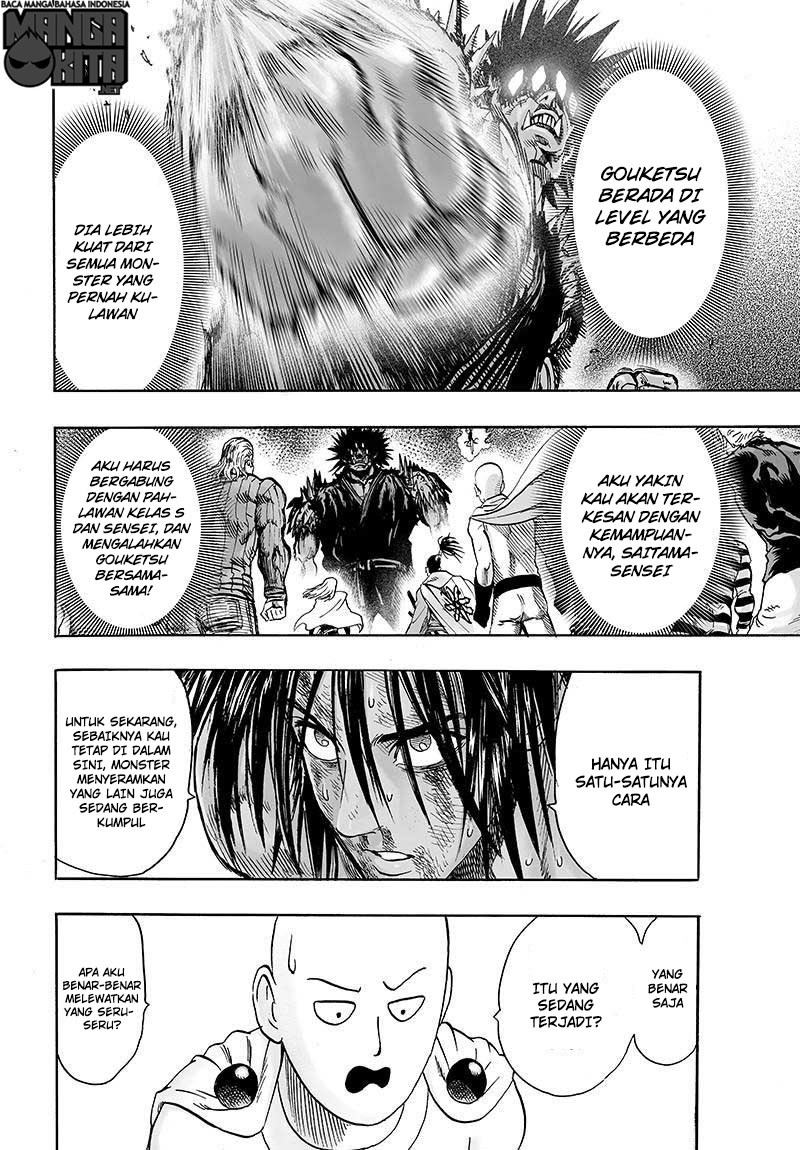 BACA MANGA BAHASA INDONESIA
MANGA
KITA
.NET
GOUKETSU
BERADA DI
LEVEL YANG
BERBEDA
DIA LEBIH
KUAT DARI
SEMUA MON-
STER YANG
PERNAH KU-
LAWAN
AKU YAKIN
KAU AKAN TER-
KESAN DENGAN
KEMAMPUAN-
NYA, SAITAMA-
SENSEI
AKU HARUS
BERGABUNG
DENGAN PAH-
LAWAN KELAS S
DAN SENSEI, DAN
MENGALAHKAN
GOUKETSU
BERSAMA-
SAMA!
HANYA ITU
SATU-SATUNYA
CARA
UNTUK SEKARANG,
SEBAIKNYA KAU
TETAP DI DALAM
SINI, MONSTER
MENYERAMKAN
YANG LAIN JUGA
SEDANG BER-
KUMPUL
YANG
BENAR
SAJA
ITU YANG
SEDANG
TERJADI?
APA AKU
BENAR-BENAR
MELEWATKAN
YANG SERU-
SERU?